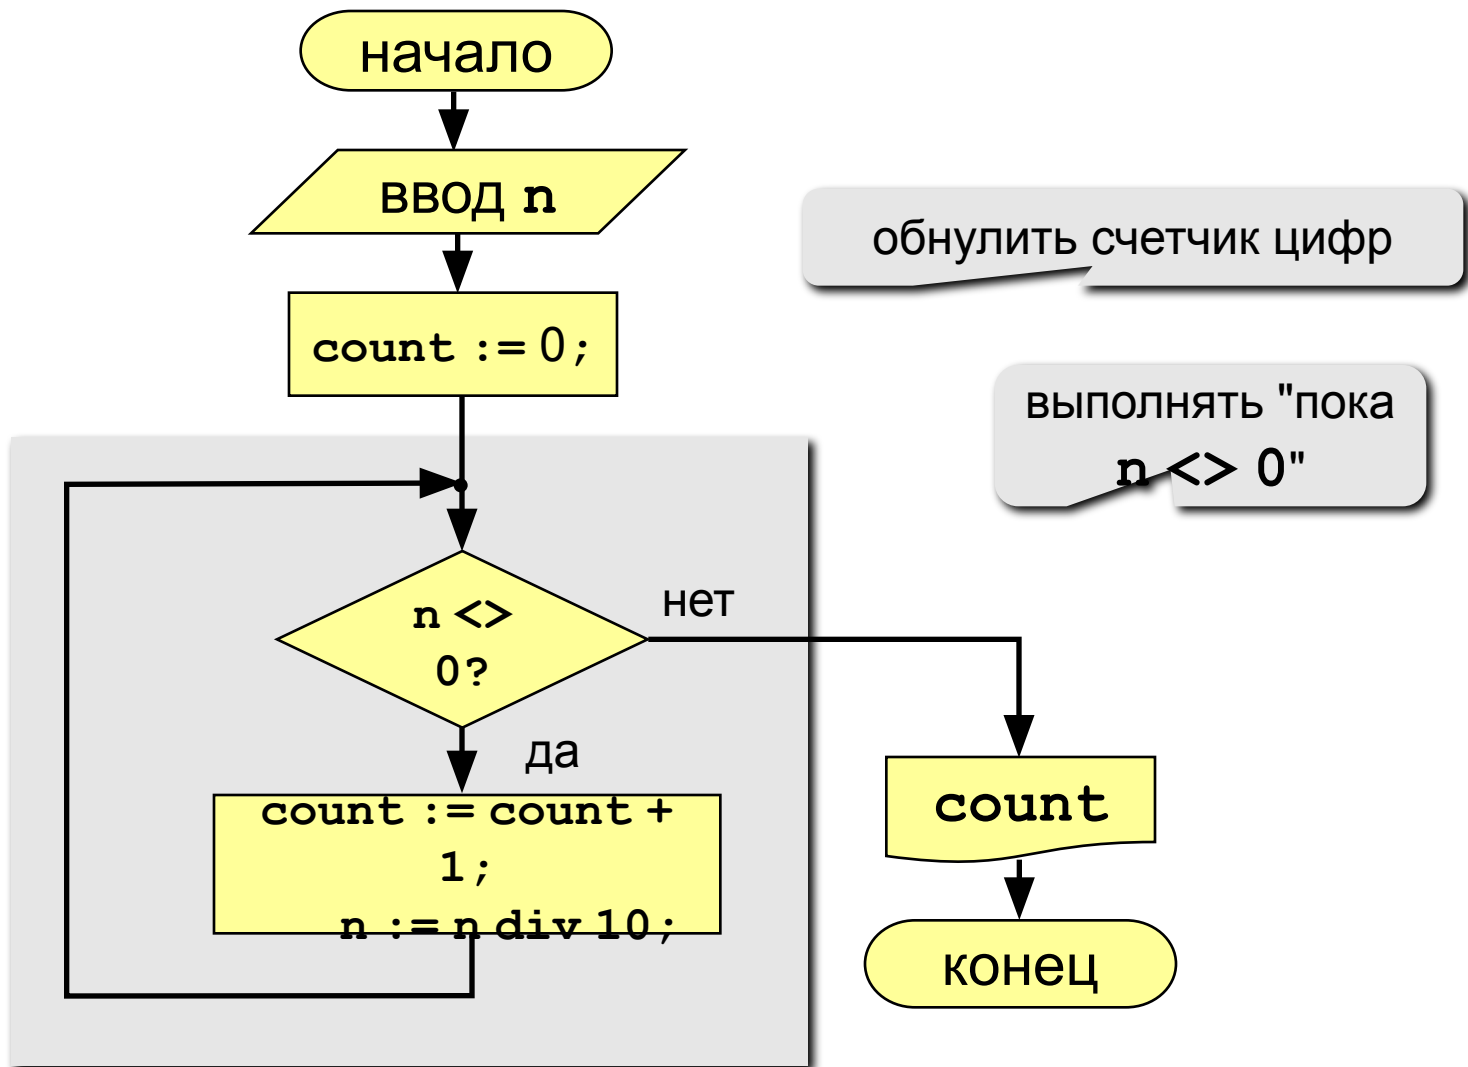 начало
ввод n
обнулить счетчик цифр
count := 0;
выполнять "пока
n <> 0"
n <>
0?
нет
да
count := count +
1;
n := n div 10;
count
конец